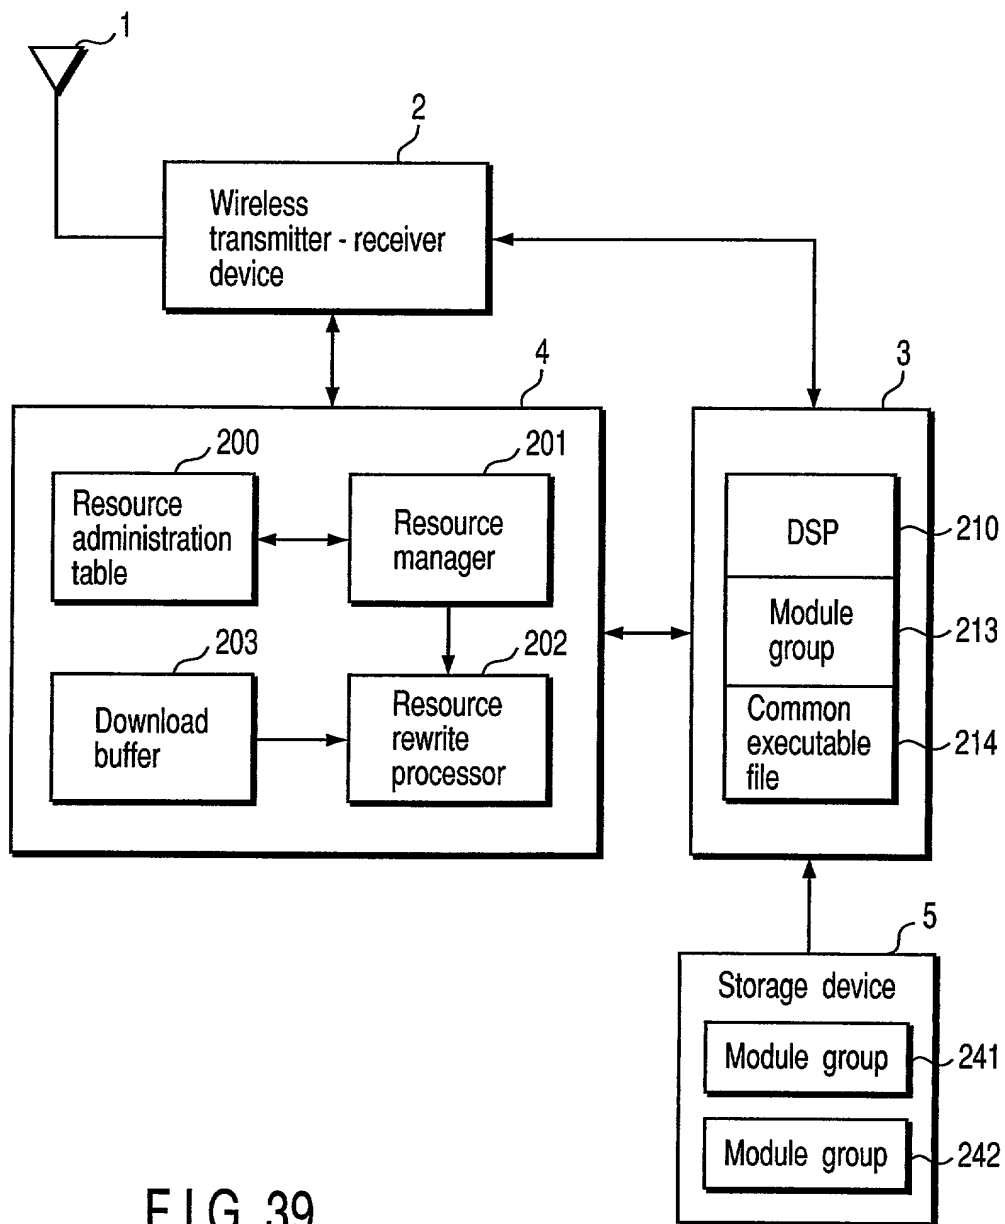 1
2
Wireless
transmitter - receiver
device
4
3
200
201
Resource
administration
table
Resource
manager
DSP
210
Module
group
213
203
202
Download
buffer
Resource
rewrite
processor
Common
executable
file
214
5
Storage device
Module group
241
Module group
242
FIG. 39